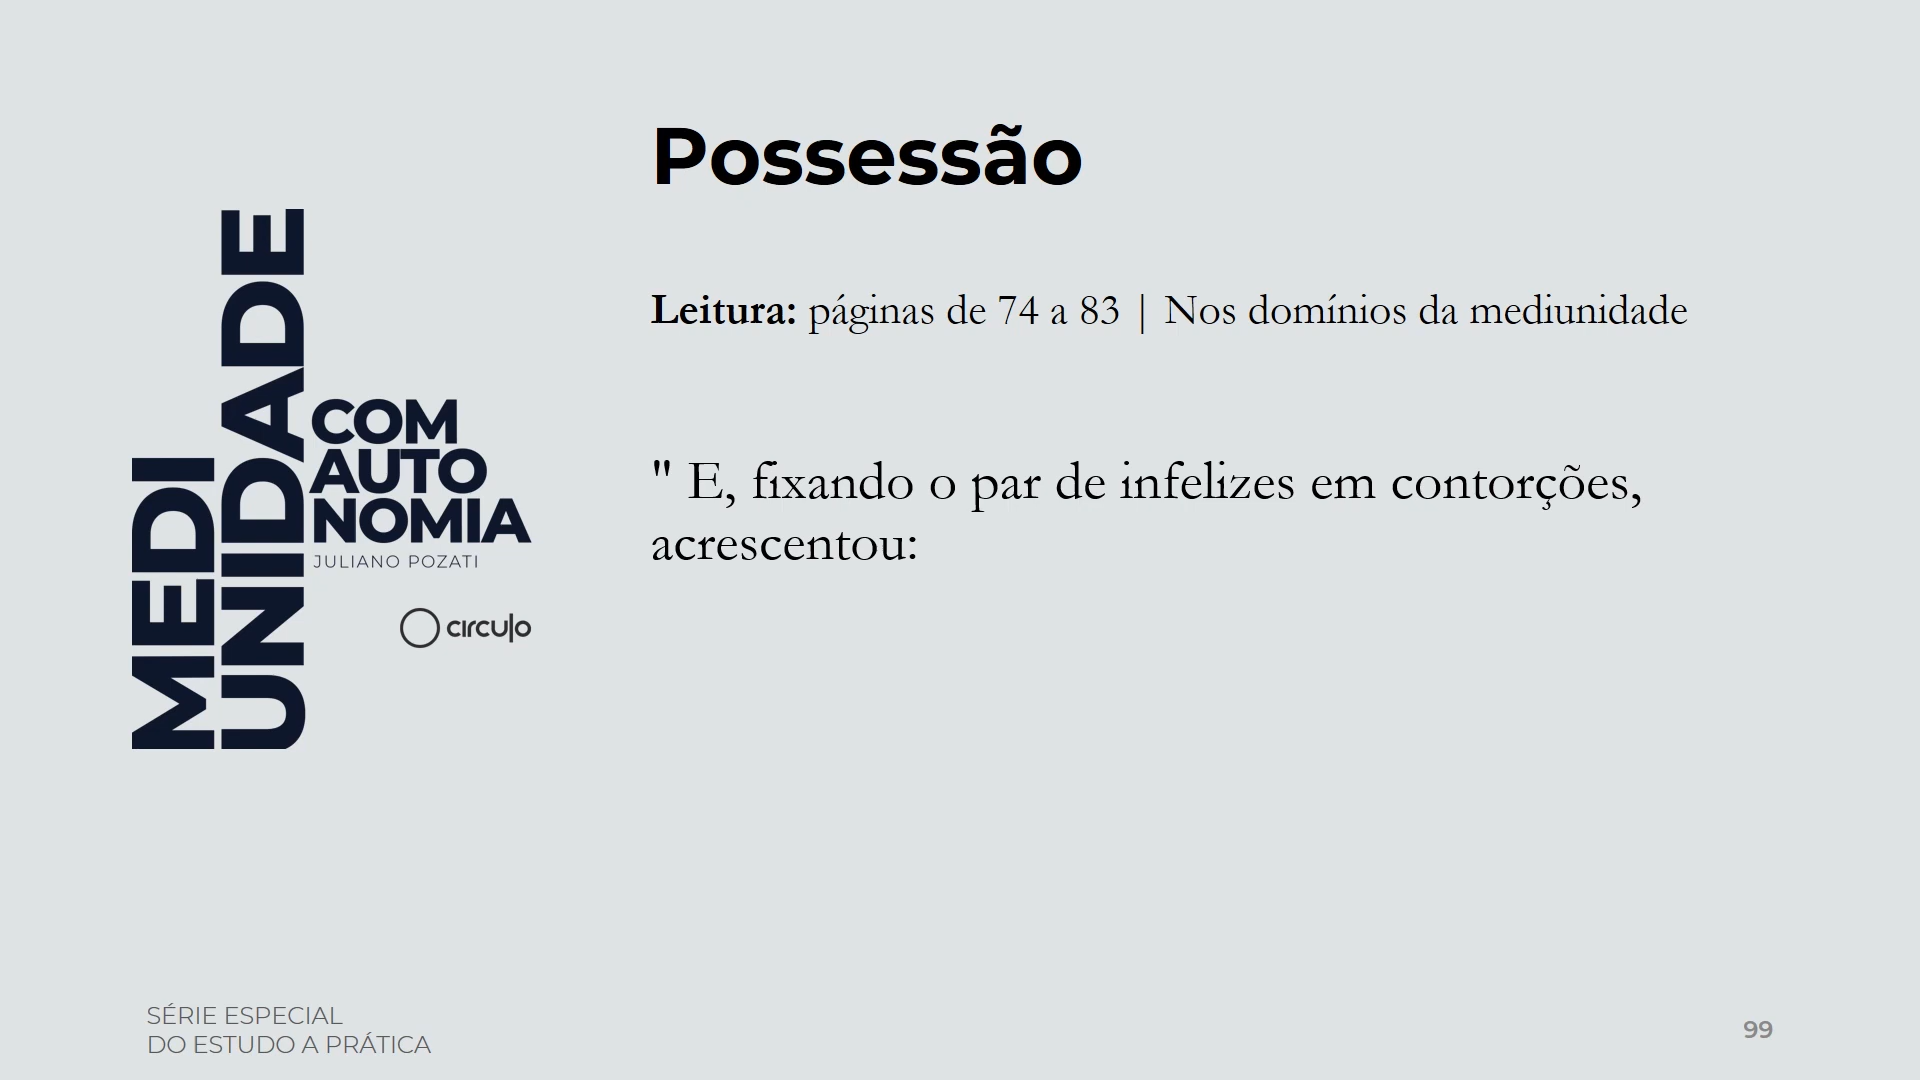 Possessão
Leitura: páginas de 74 a 83 | Nos domínios da mediunidade
" E, fixando o par de infelizes em contorções,
acrescentou:
MEDI
UNIDADE
COM
AUTO
NOMIA
JULIANO POZATI
circulo
SÉRIE ESPECIAL
DO ESTUDO A PRÁTICA
99